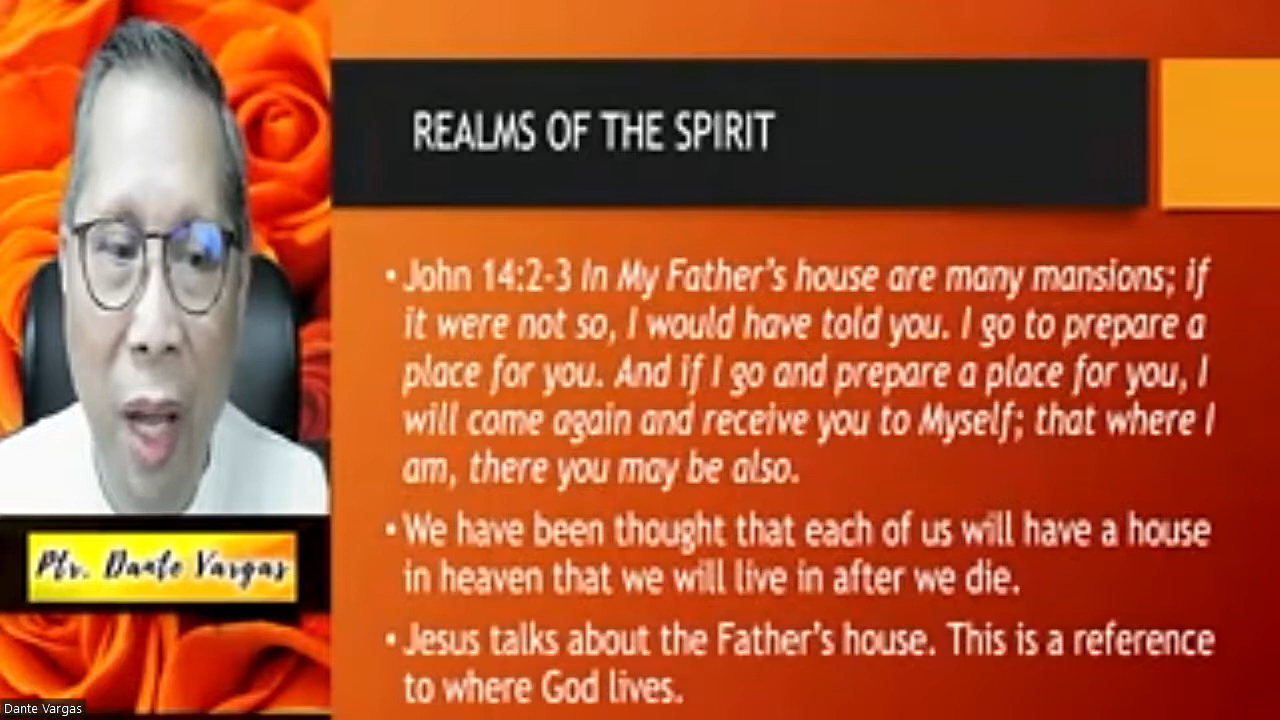 REALMS OF THE SPIRIT
• John 14:2-3 In My Father's house are many mansions; if
it were not so, I would have told you. I go to prepare a
place for you. And if I go and prepare a place for you, I
will come again and receive you to Myself; that where I
am, there you may be also.
• We have been thought that each of us will have a house
in heaven that we will live in after we die.
• Jesus talks about the Father's house. This is a reference
to where God lives.
Ptr. Dante Vargas
Dante Vargas